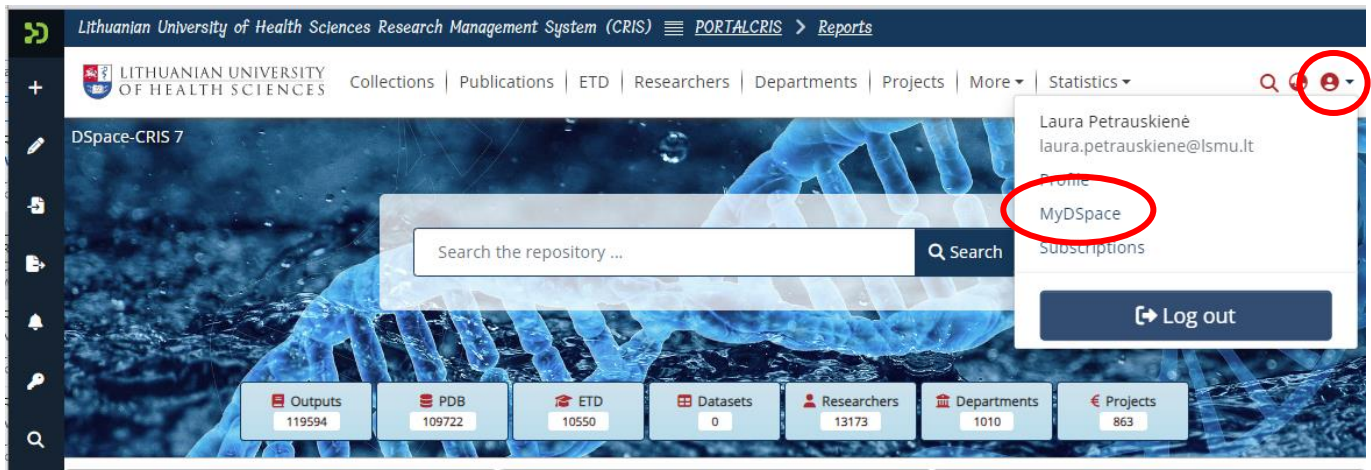 Lithuanian University of Health Sciences Research Management System (CRIS) PORTALCRIS > Reports
LITHUANIAN UNIVERSITY
OF HEALTH SCIENCES
Collections | Publications | ETD | Researchers | Departments | Projects | More | Statistics
DSpace-CRIS 7
Laura Petrauskienė
laura.petrauskiene@lsmu.lt
Profile
MyDSpace
Subscriptions
Log out
Search the repository ...
Search
Outputs
119594
PDB
109722
ETD
10550
Datasets
0
Researchers
13173
Departments
1010
€ Projects
863